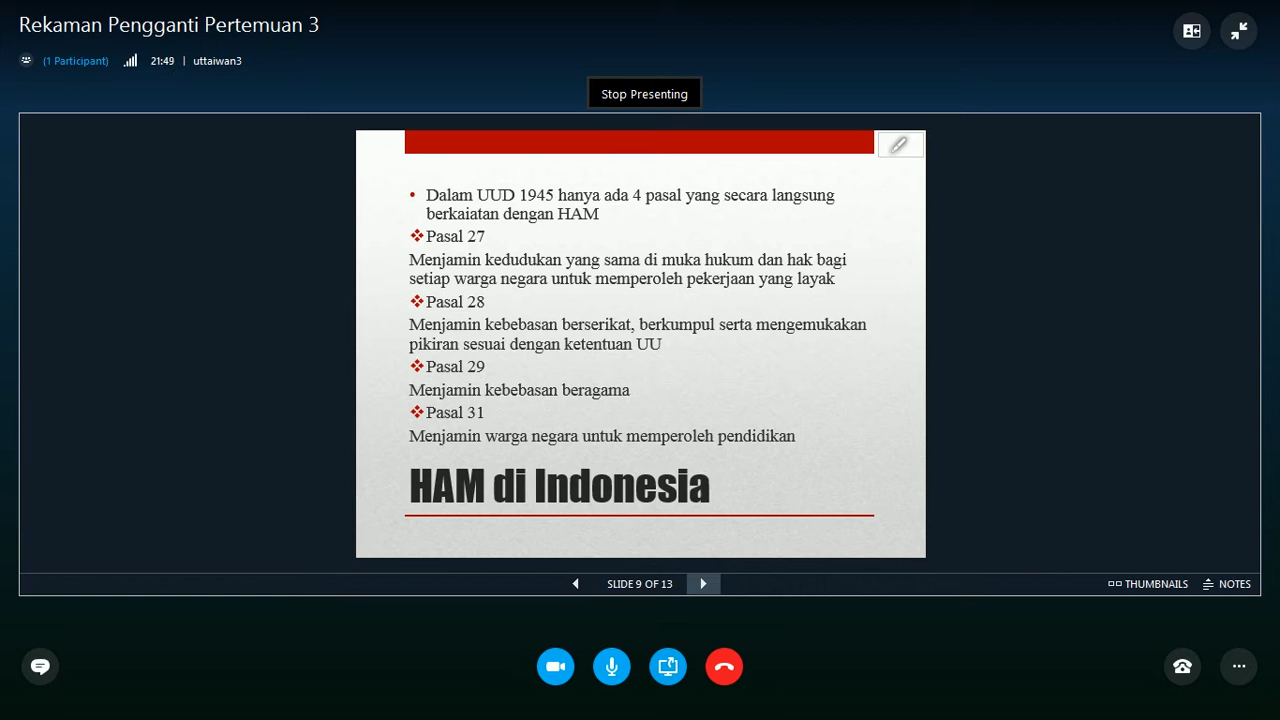 Rekaman Pengganti Pertemuan 3
(1 Participant) 21:49 | uttaiwan3
Stop Presenting
• Dalam UUD 1945 hanya ada 4 pasal yang secara langsung
berkaiatan dengan HAM
❖Pasal 27
Menjamin kedudukan yang sama di muka hukum dan hak bagi
setiap warga negara untuk memperoleh pekerjaan yang layak
❖Pasal 28
Menjamin kebebasan berserikat, berkumpul serta mengemukakan
pikiran sesuai dengan ketentuan UU
❖Pasal 29
Menjamin kebebasan beragama
❖Pasal 31
Menjamin warga negara untuk memperoleh pendidikan
HAM di Indonesia
SLIDE 9 OF 13
THUMBNAILS NOTES